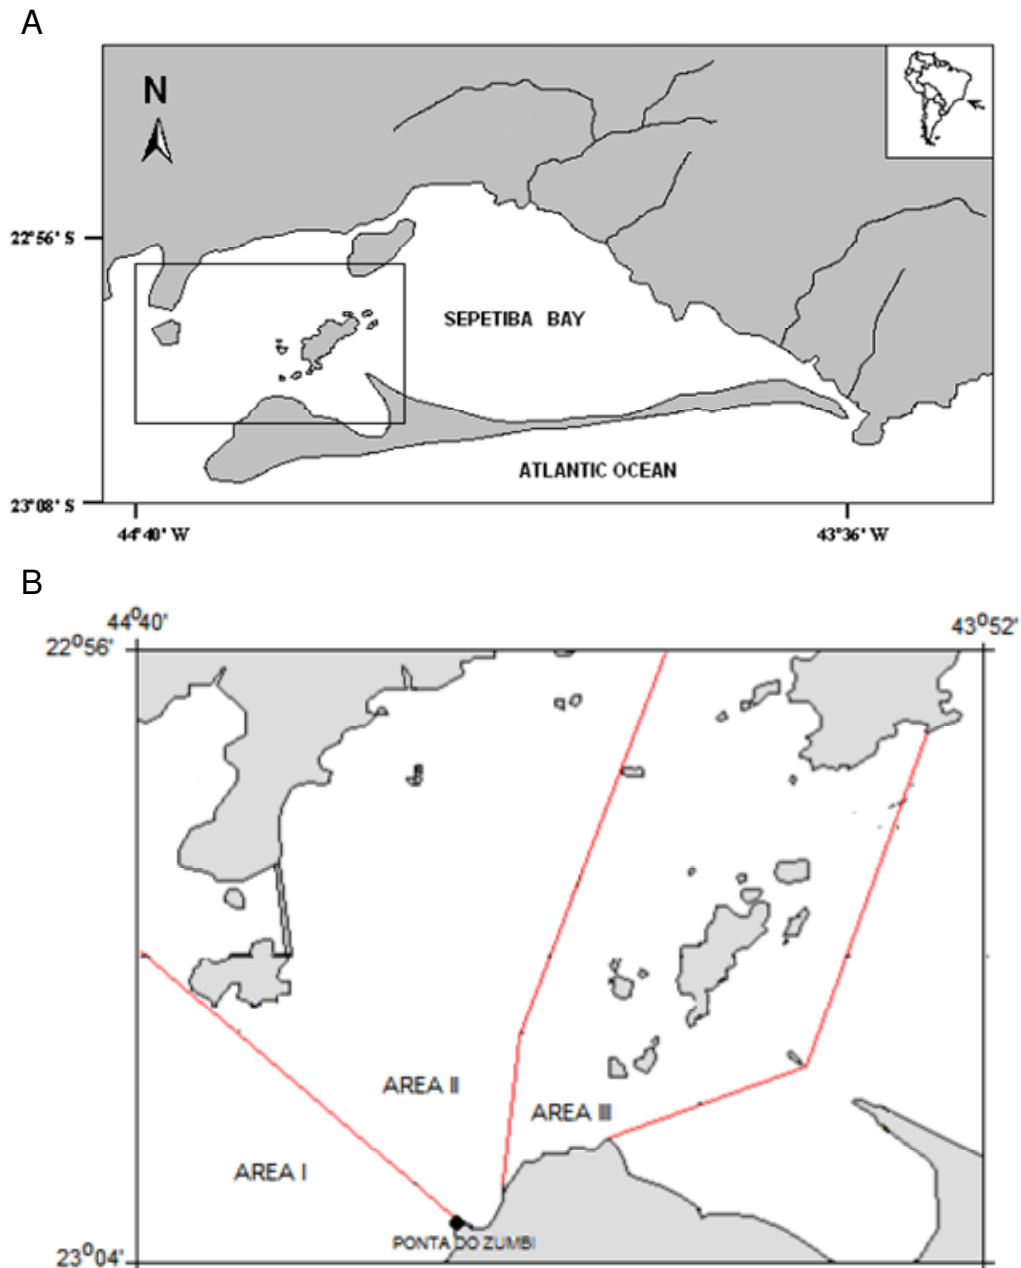 A
N
22°56' S
SEPETIBA BAY
ATLANTIC OCEAN
23°08' S
44°40' W
43°36' W
B
44°40'
43°52'
22°56'
AREA II
AREA III
AREA I
PONTA DO ZUMBI
23°04'